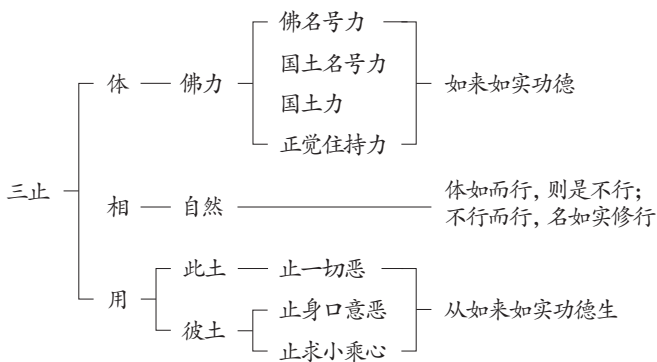 佛名号力
国土名号力
体 佛力 如来如实功德
国土力
正觉住持力
三止
相 自然 体如而行，则是不行；
不行而行，名如实修行
此土 止一切恶
用 止身口意恶 从如来如实功德生
彼土
止求小乘心